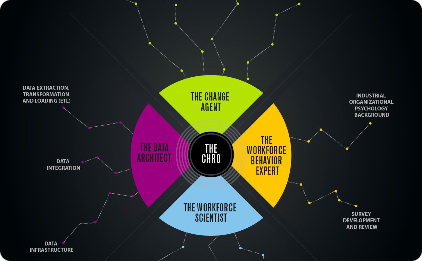 THE CHANGE
AGENT
DATA EXTRACTION,
TRANSFORMATION
AND LOADING (ETL)
INDUSTRIAL
ORGANIZATIONAL
PSYCHOLOGY
BACKGROUND
THE DATA
ARCHITECT
THE
CHRO
THE
WORKFORCE
BEHAVIOR
EXPERT
DATA
INTEGRATION
THE WORKFORCE
SCIENTIST
SURVEY
DEVELOPMENT
AND REVIEW
DATA
INFRASTRUCTURE